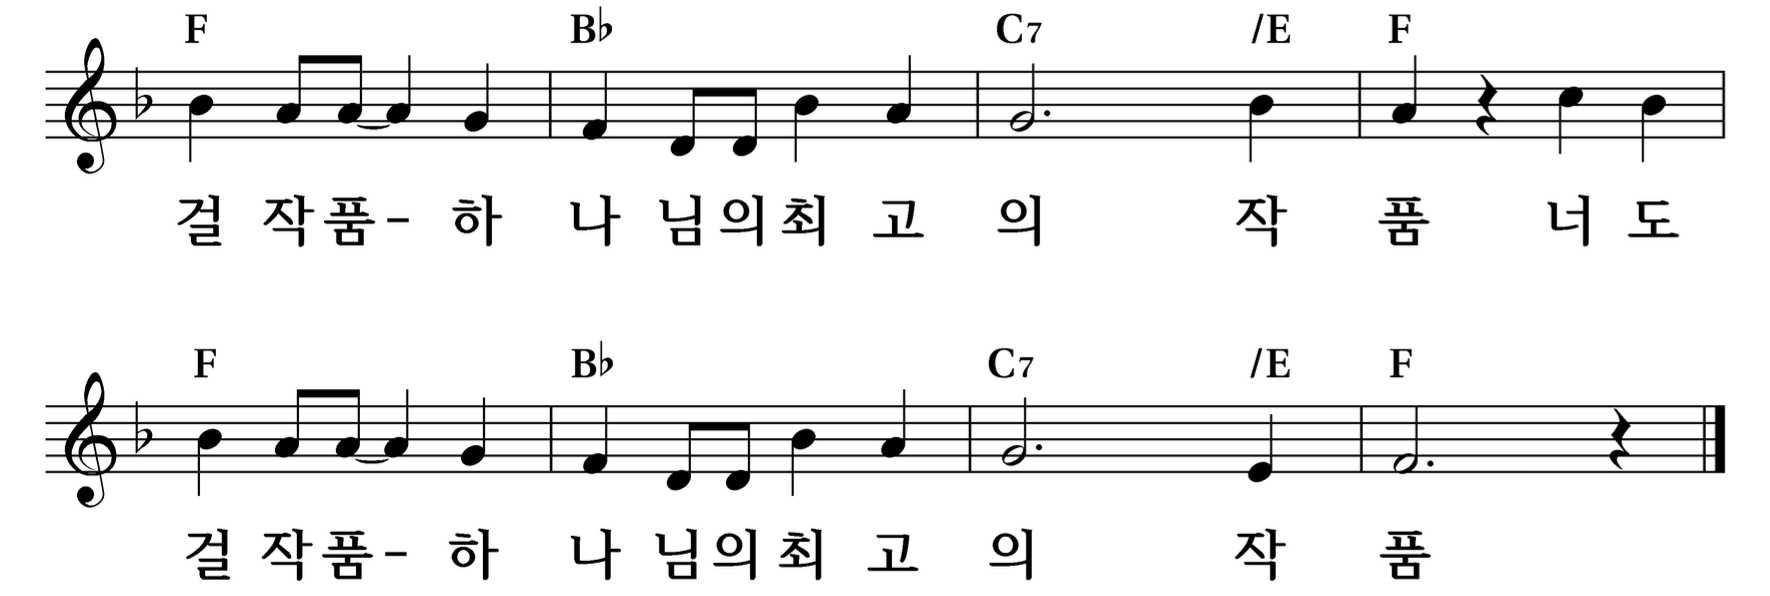 F B♭ C7 /E F
걸 작 품 - 하 나 님 의 최 고 의 작 품 너 도
F B♭ C7 /E F
걸 작 품 - 하 나 님 의 최 고 의 작 품